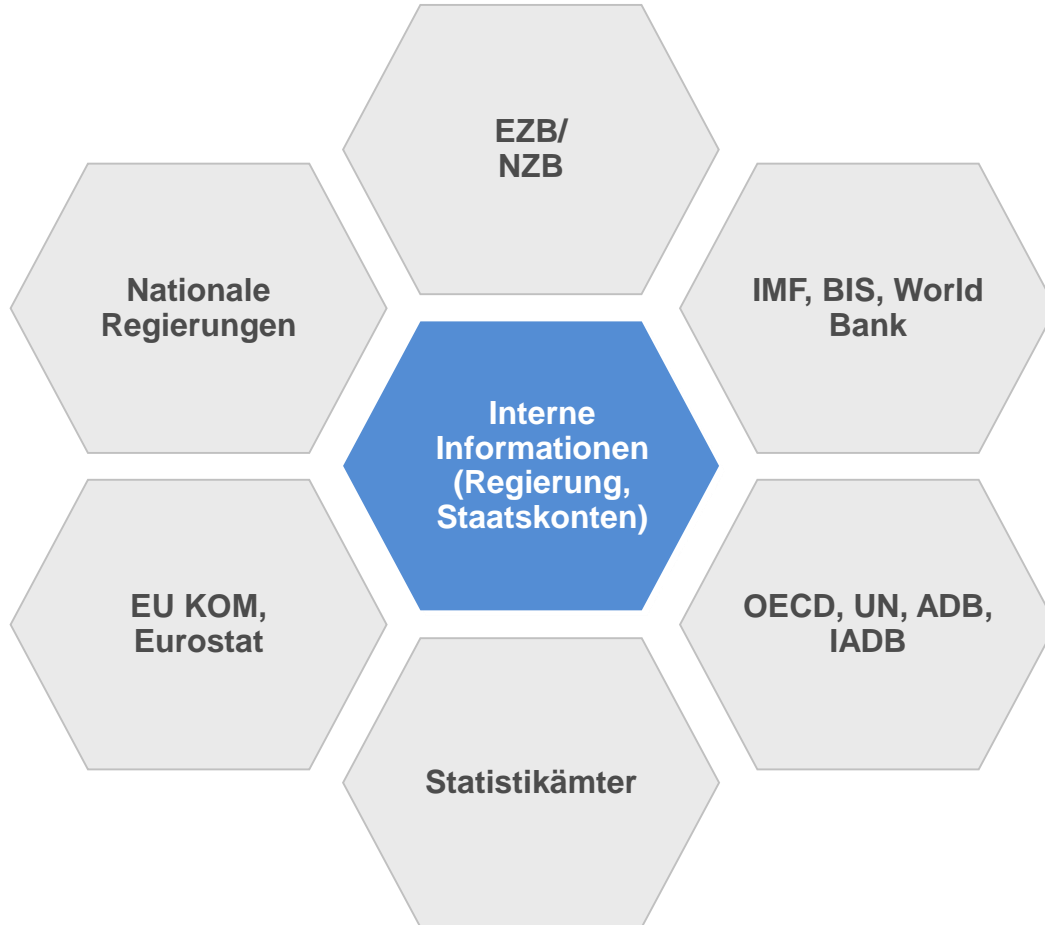 EZB/
NZB
Nationale
Regierungen
IMF, BIS, World
Bank
Interne
Informationen
(Regierung,
Staatskonten)
EU KOM,
Eurostat
OECD, UN, ADB,
IADB
Statistikämter